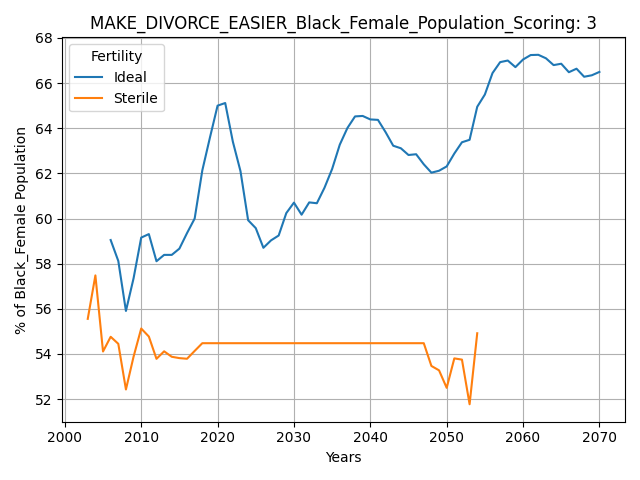 MAKE_DIVORCE_EASIER_Black_Female_Population_Scoring: 3
% of Black_Female Population
68
66
64
62
60
58
56
54
52
Fertility
Ideal
Sterile
2000 2010 2020 2030 2040 2050 2060 2070
Years